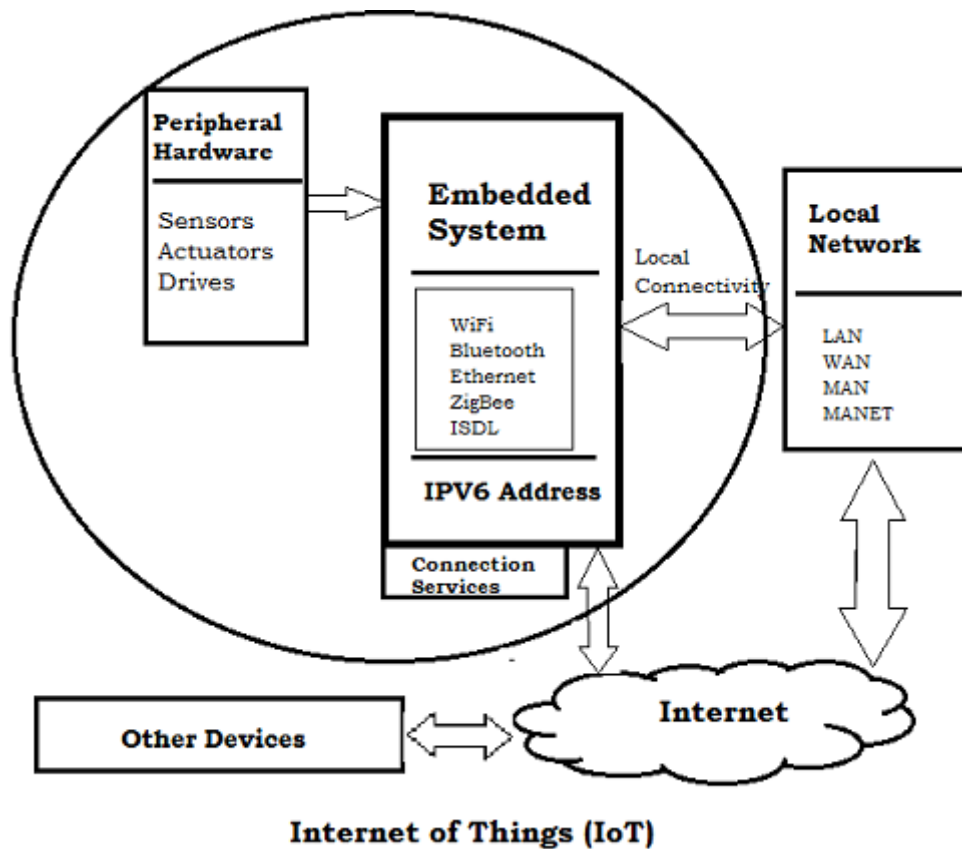 Peripheral
Hardware
Sensors
Actuators
Drives
Embedded
System
WiFi
Bluetooth
Ethernet
ZigBee
ISDL
IPV6 Address
Connection
Services
Local
Connectivity
Local
Network
LAN
WAN
MAN
MANET
Internet
Other Devices
Internet of Things (IoT)